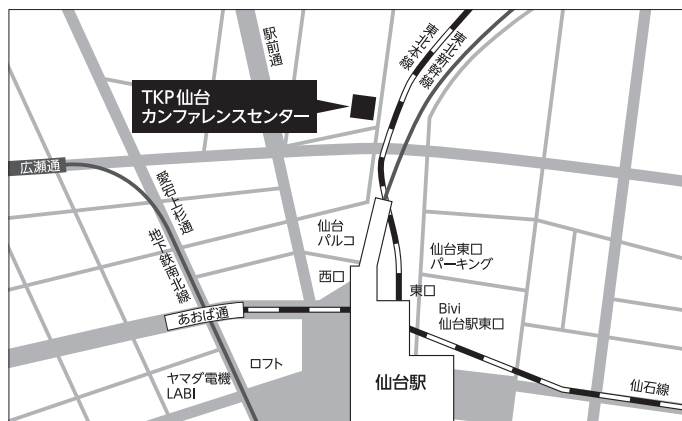 駅前通
東北本線
東北新幹線
TKP仙台
カンファレンスセンター
広瀬通
愛宕上杉通
地下鉄南北線
仙台
パルコ
仙台東口
パーキング
西口
東口
Bivi
仙台駅東口
あおば通
ロフト
ヤマダ電機
LABI
仙台駅
仙石線